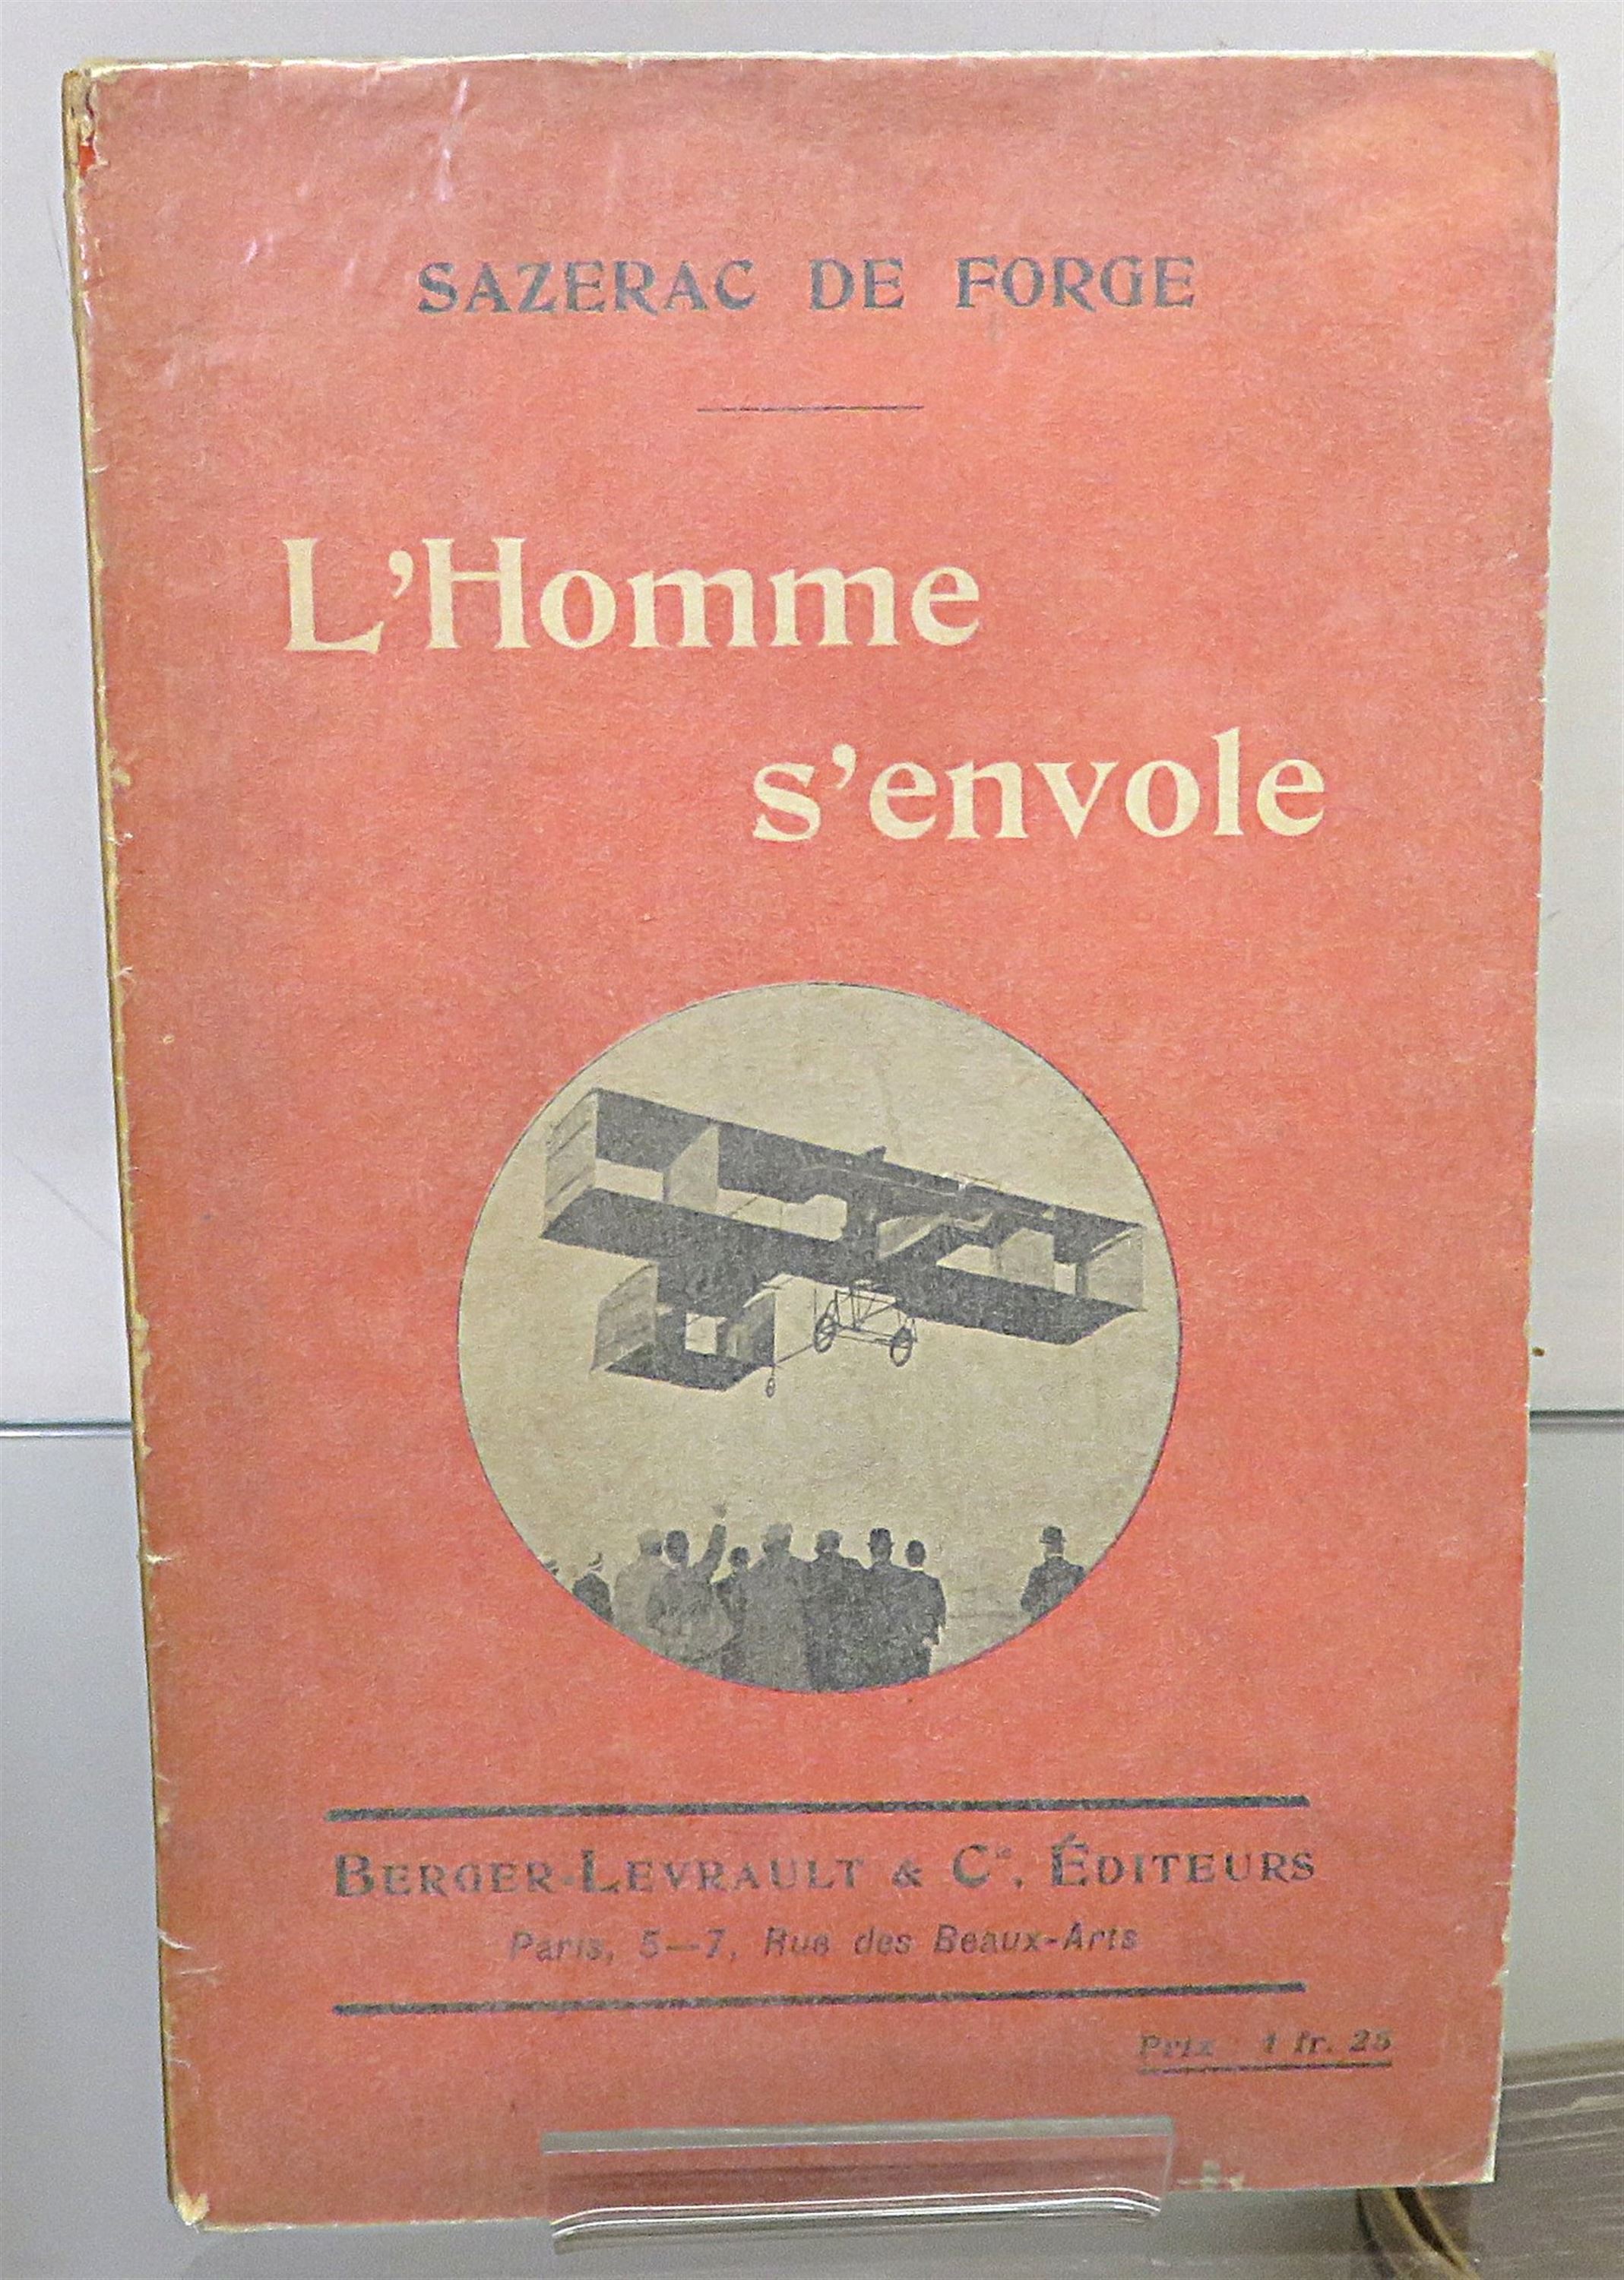 SAZERAC DE FORGE
L'Homme
s'envole
BERGER-LEVRAULT & Cie, ÉDITEURS
Paris, 5—7, Rue des Beaux-Arts
Prix : 1 fr. 25